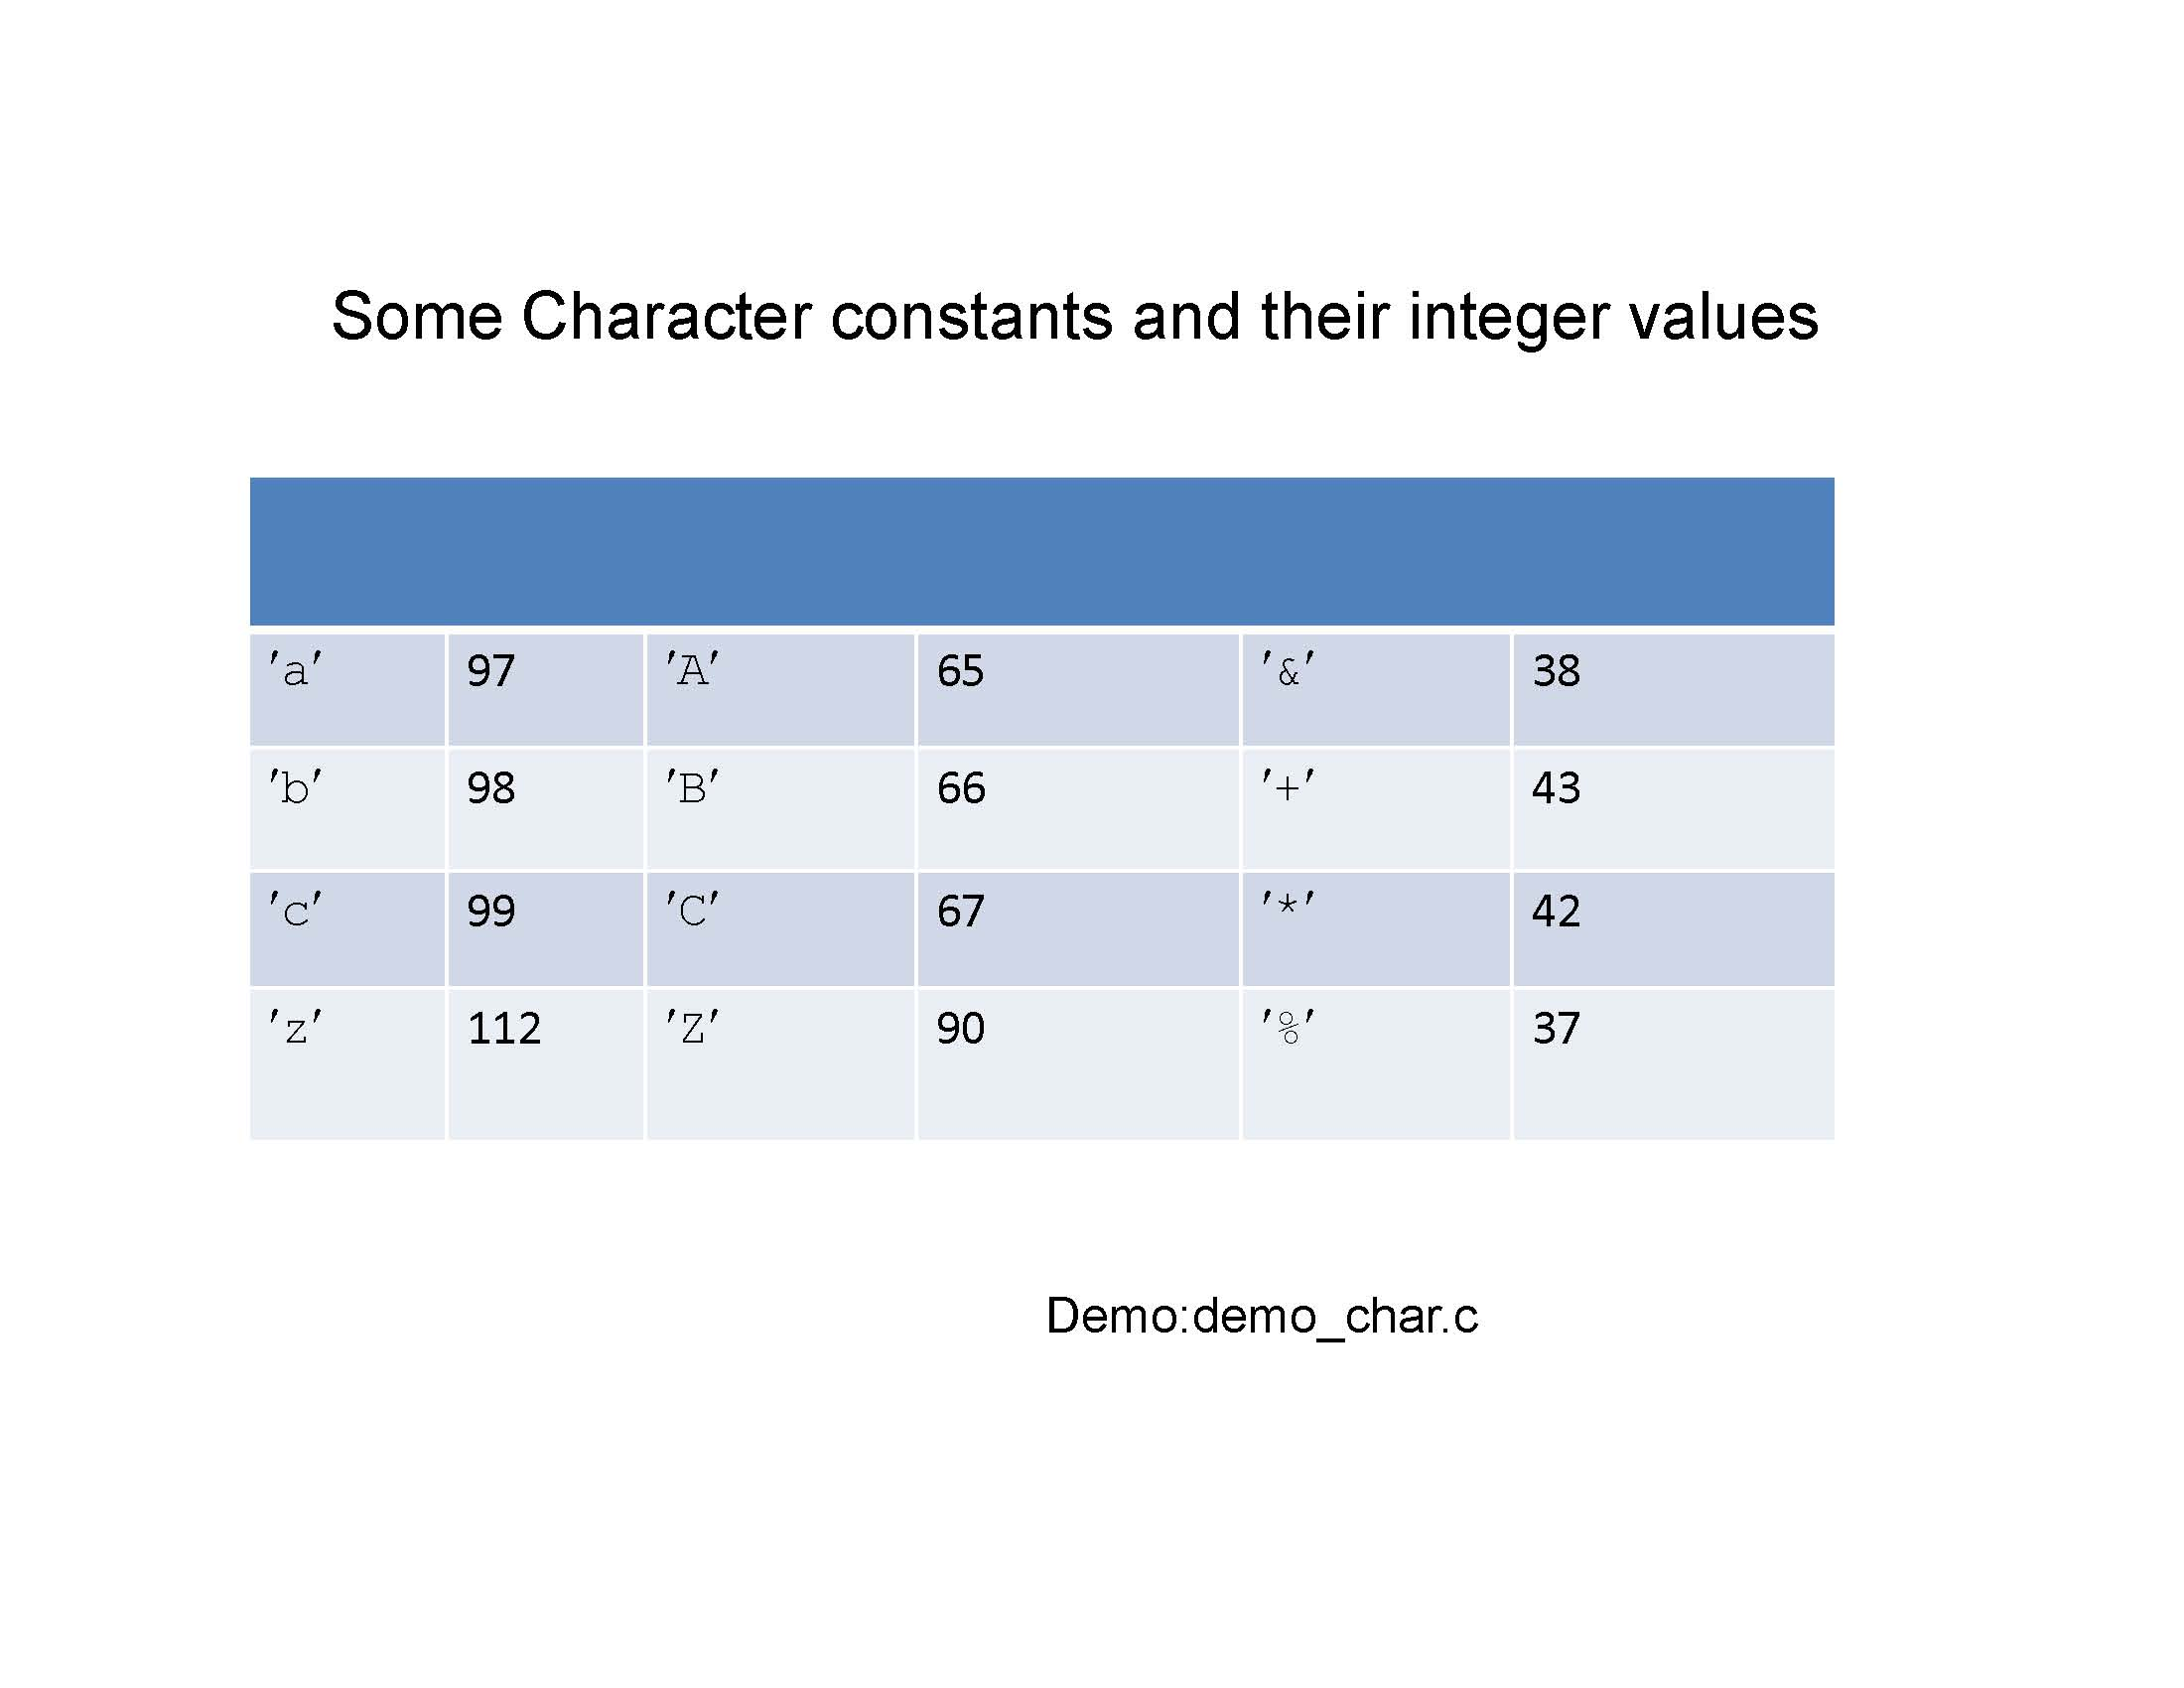 Some Character constants and their integer values
'a' 97 'A' 65 '&' 38
'b' 98 'B' 66 '+' 43
'c' 99 'C' 67 '*' 42
'z' 112 'Z' 90 '%' 37
Demo:demo_char.c